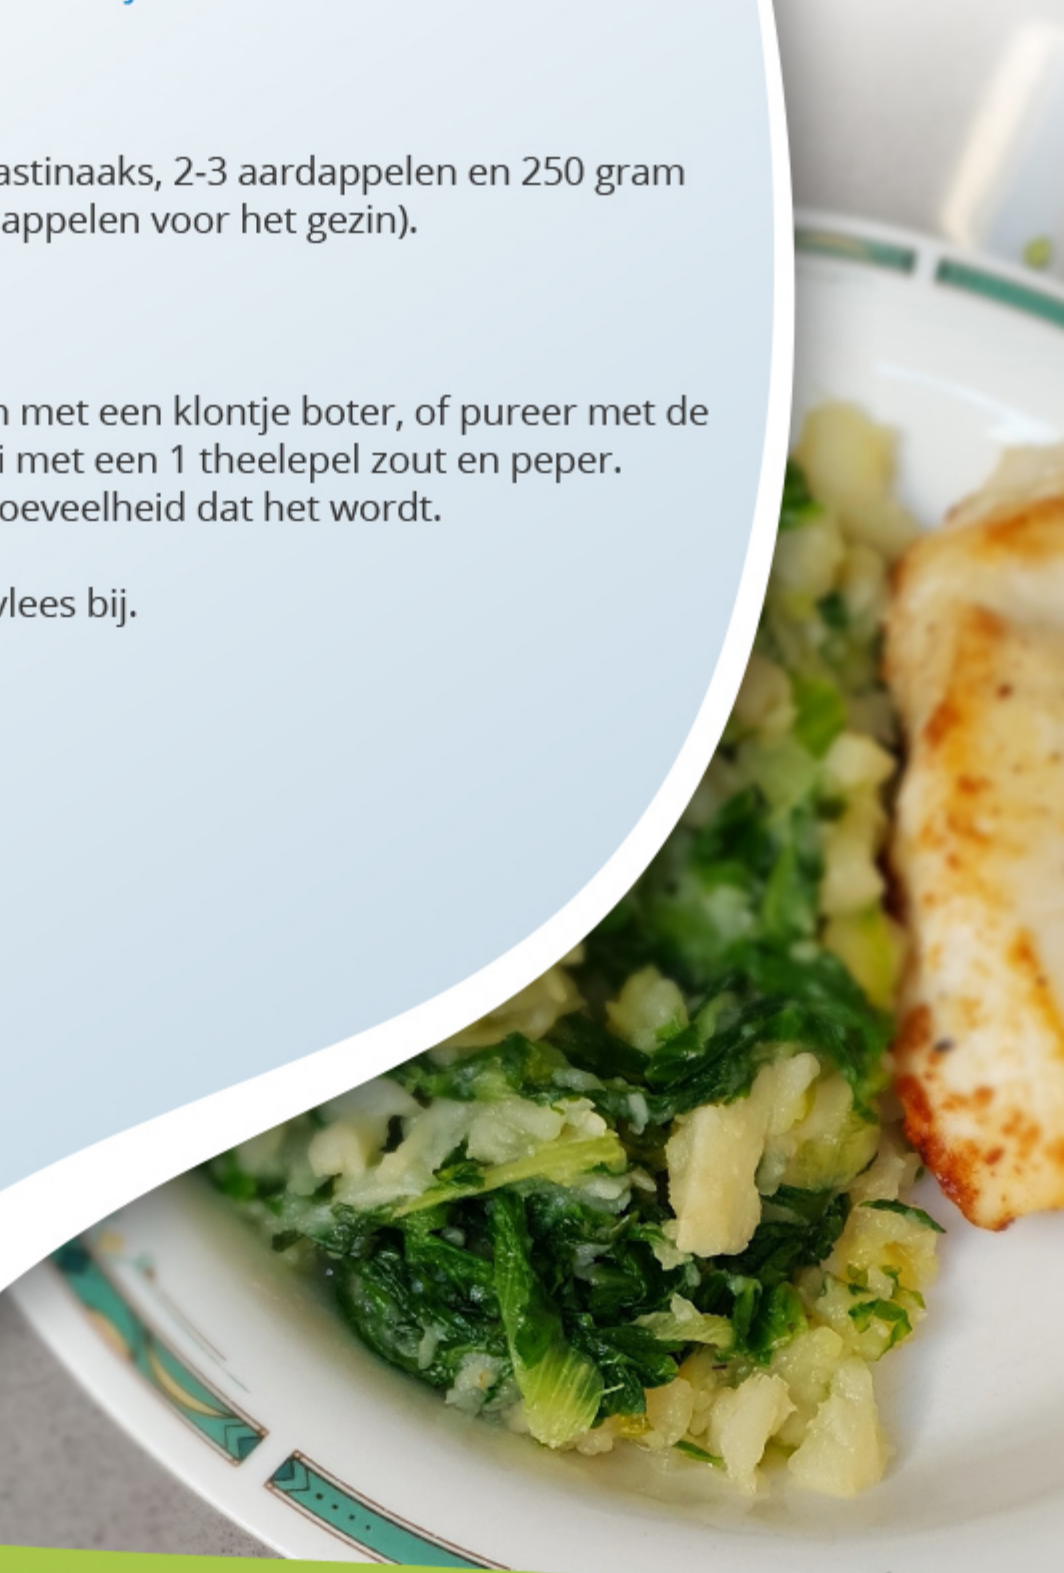 astinaaks, 2-3 aardappelen en 250 gram
appelen voor het gezin).
met een klontje boter, of pureer met de
i met een 1 theelepel zout en peper.
oeveelheid dat het wordt.
vlees bij.